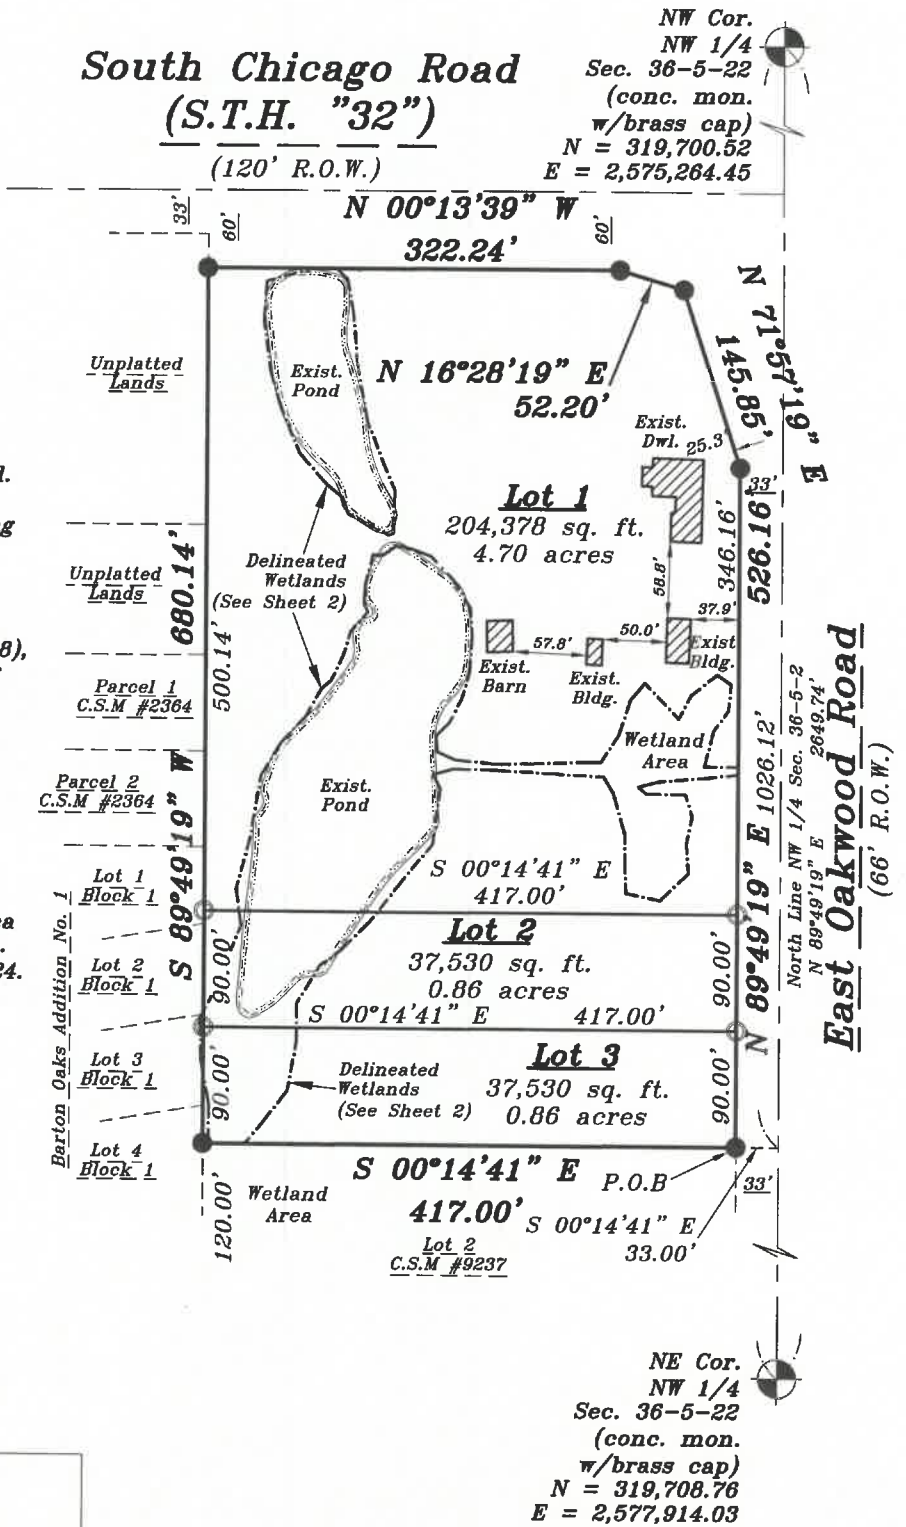 NW Cor.
NW 1/4
Sec. 36-5-22
(conc. mon.
w/brass cap)
N = 319,700.52
E = 2,575,264.45
South Chicago Road
(S.T.H. "32")
(120' R.O.W.)
33'
60'
N 00°13'39" W
322.24'
60'
N 71°57'19" E
145.85'
Unplatted
Lands
Exist.
Pond
N 16°28'19" E
52.20'
Exist.
Dwl.
25.3'
33'
Lot 1
204,378 sq. ft.
4.70 acres
346.16'
526.16'
Delineated
Wetlands
(See Sheet 2)
58.8'
37.9'
50.0'
57.8'
Exist.
Barn
Exist.
Bldg.
Exist
Bldg.
Unplatted
Lands
680.14'
500.14'
Parcel 1
C.S.M #2364
Parcel 2
C.S.M #2364
S 89°49'19" W
Exist.
Pond
Wetland
Area
1026.12'
N 89°49'19" E
North Line NW 1/4 Sec. 36-5-2
N 89°49'19" E 2649.74'
East Oakwood Road
(66' R.O.W.)
d.
ng
8),
ea
.
24.
S 00°14'41" E
417.00'
Lot 1
Block 1
Lot 2
37,530 sq. ft.
0.86 acres
90.00'
90.00'
Lot 2
Block 1
S 00°14'41" E 417.00'
Barton Oaks Addition No. 1
Lot 3
Block 1
Lot 3
37,530 sq. ft.
0.86 acres
90.00'
90.00'
Delineated
Wetlands
(See Sheet 2)
Lot 4
Block 1
S 00°14'41" E
417.00'
P.O.B
33'
Wetland
Area
120.00'
S 00°14'41" E
33.00'
Lot 2
C.S.M #9237
NE Cor.
NW 1/4
Sec. 36-5-22
(conc. mon.
w/brass cap)
N = 319,708.76
E = 2,577,914.03